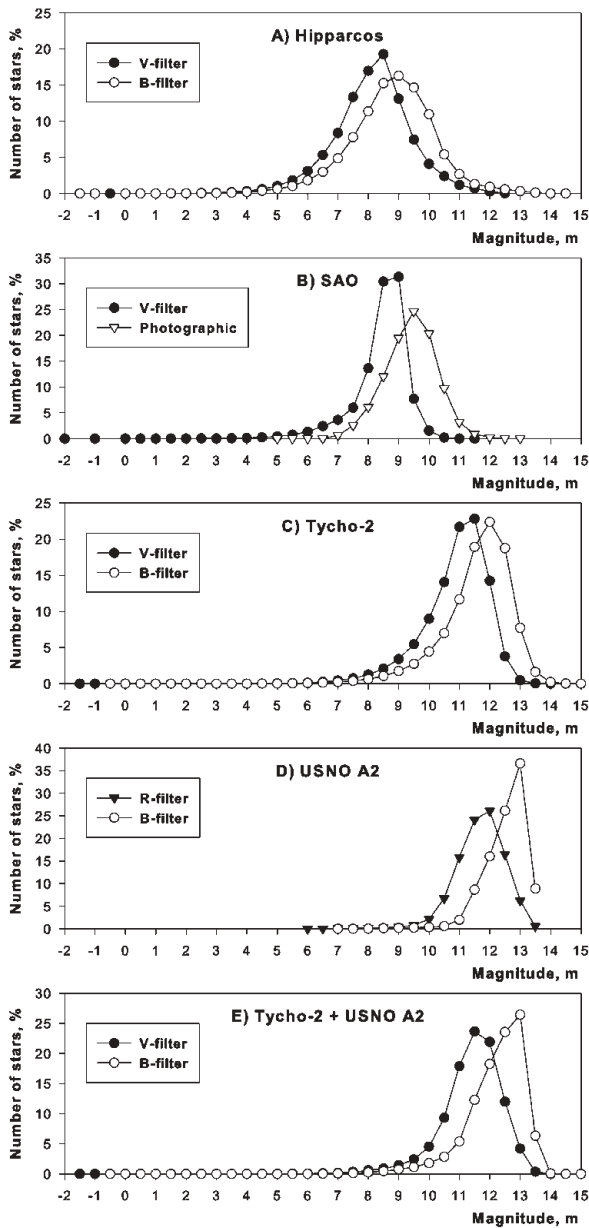 A) Hipparcos
V-filter
B-filter
Number of stars, %
25
20
15
10
5
0
-2 -1 0 1 2 3 4 5 6 7 8 9 10 11 12 13 14 15
Magnitude, m
B) SAO
V-filter
Photographic
Number of stars, %
35
30
25
20
15
10
5
0
-2 -1 0 1 2 3 4 5 6 7 8 9 10 11 12 13 14 15
Magnitude, m
C) Tycho-2
V-filter
B-filter
Number of stars, %
25
20
15
10
5
0
-2 -1 0 1 2 3 4 5 6 7 8 9 10 11 12 13 14 15
Magnitude, m
D) USNO A2
R-filter
B-filter
Number of stars, %
40
35
30
25
20
15
10
5
0
-2 -1 0 1 2 3 4 5 6 7 8 9 10 11 12 13 14 15
Magnitude, m
E) Tycho-2 + USNO A2
V-filter
B-filter
Number of stars, %
30
25
20
15
10
5
0
-2 -1 0 1 2 3 4 5 6 7 8 9 10 11 12 13 14 15
Magnitude, m